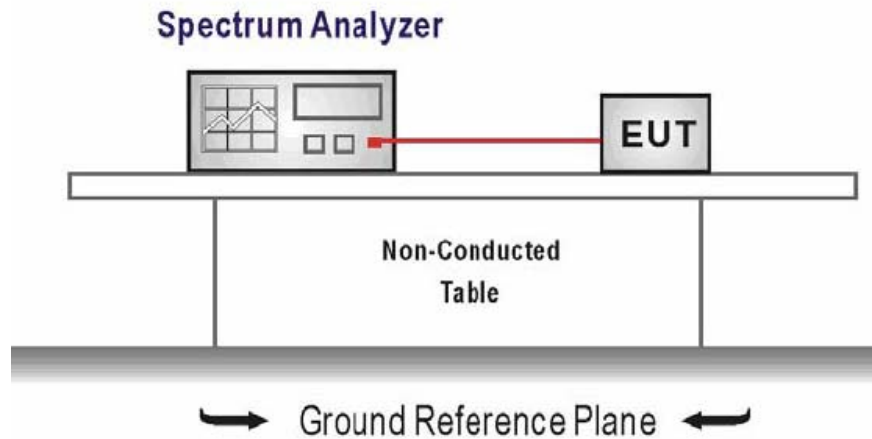 Spectrum Analyzer
EUT
Non-Conducted
Table
Ground Reference Plane